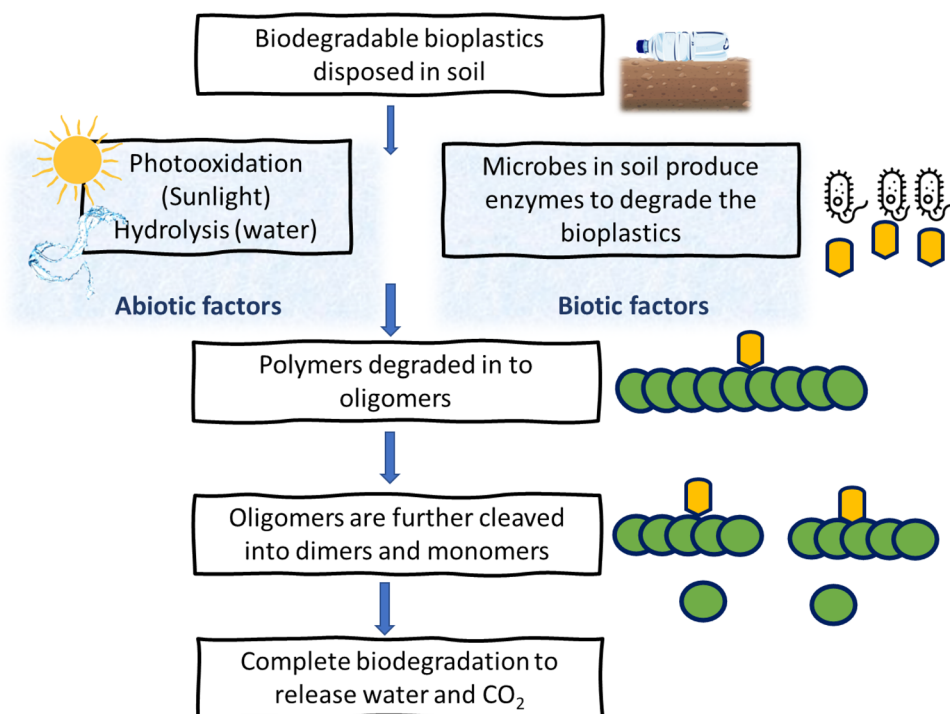 Biodegradable bioplastics
disposed in soil
Photooxidation
(Sunlight)
Hydrolysis (water)
Abiotic factors
Microbes in soil produce
enzymes to degrade the
bioplastics
Biotic factors
Polymers degraded in to
oligomers
Oligomers are further cleaved
into dimers and monomers
Complete biodegradation to
release water and CO₂